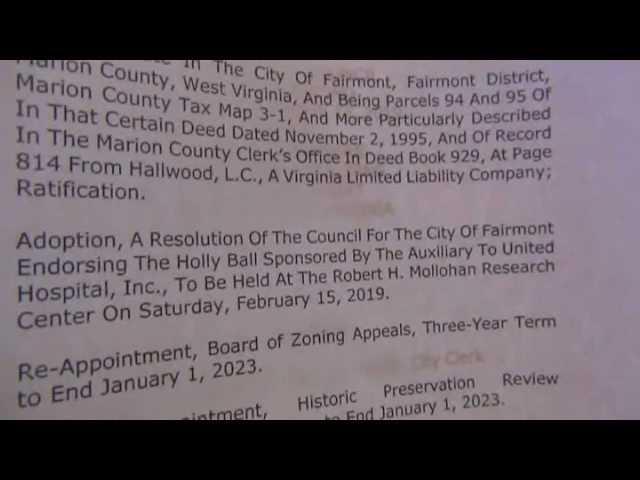 In The City Of Fairmont, Fairmont District,
Marion County, West Virginia, And Being Parcels 94 And 95 Of
Marion County Tax Map 3-1, And More Particularly Described
In That Certain Deed Dated November 2, 1995, And Of Record
In The Marion County Clerk's Office In Deed Book 929, At Page
814 From Hallwood, L.C., A Virginia Limited Liability Company;
Ratification.
Adoption, A Resolution Of The Council For The City Of Fairmont
Endorsing The Holly Ball Sponsored By The Auxiliary To United
Hospital, Inc., To Be Held At The Robert H. Mollohan Research
Center On Saturday, February 15, 2019.
Re-Appointment, Board of Zoning Appeals, Three-Year Term
to End January 1, 2023.
Historic Preservation Review
to End January 1, 2023.